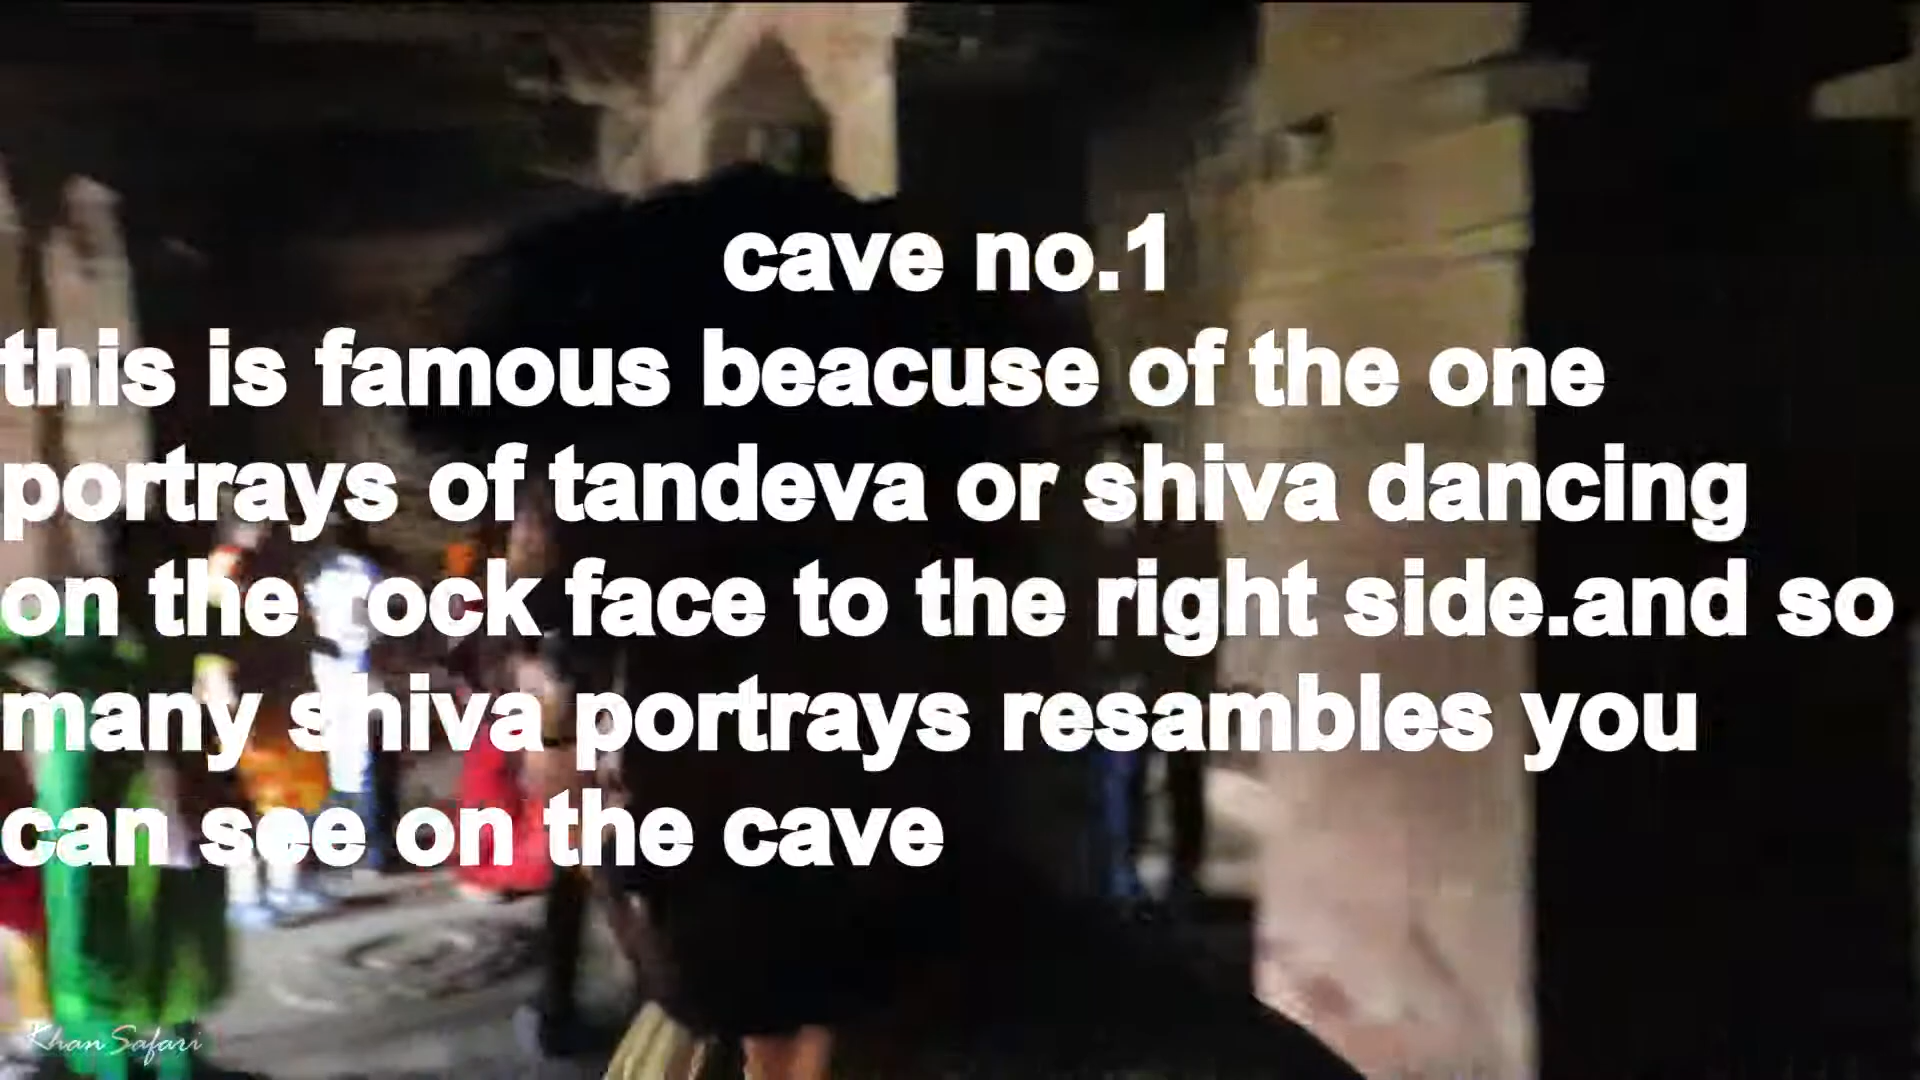 cave no.1
this is famous beacuse of the one
portrays of tandeva or shiva dancing
on the rock face to the right side.and so
many shiva portrays resambles you
can see on the cave
Khan Safari